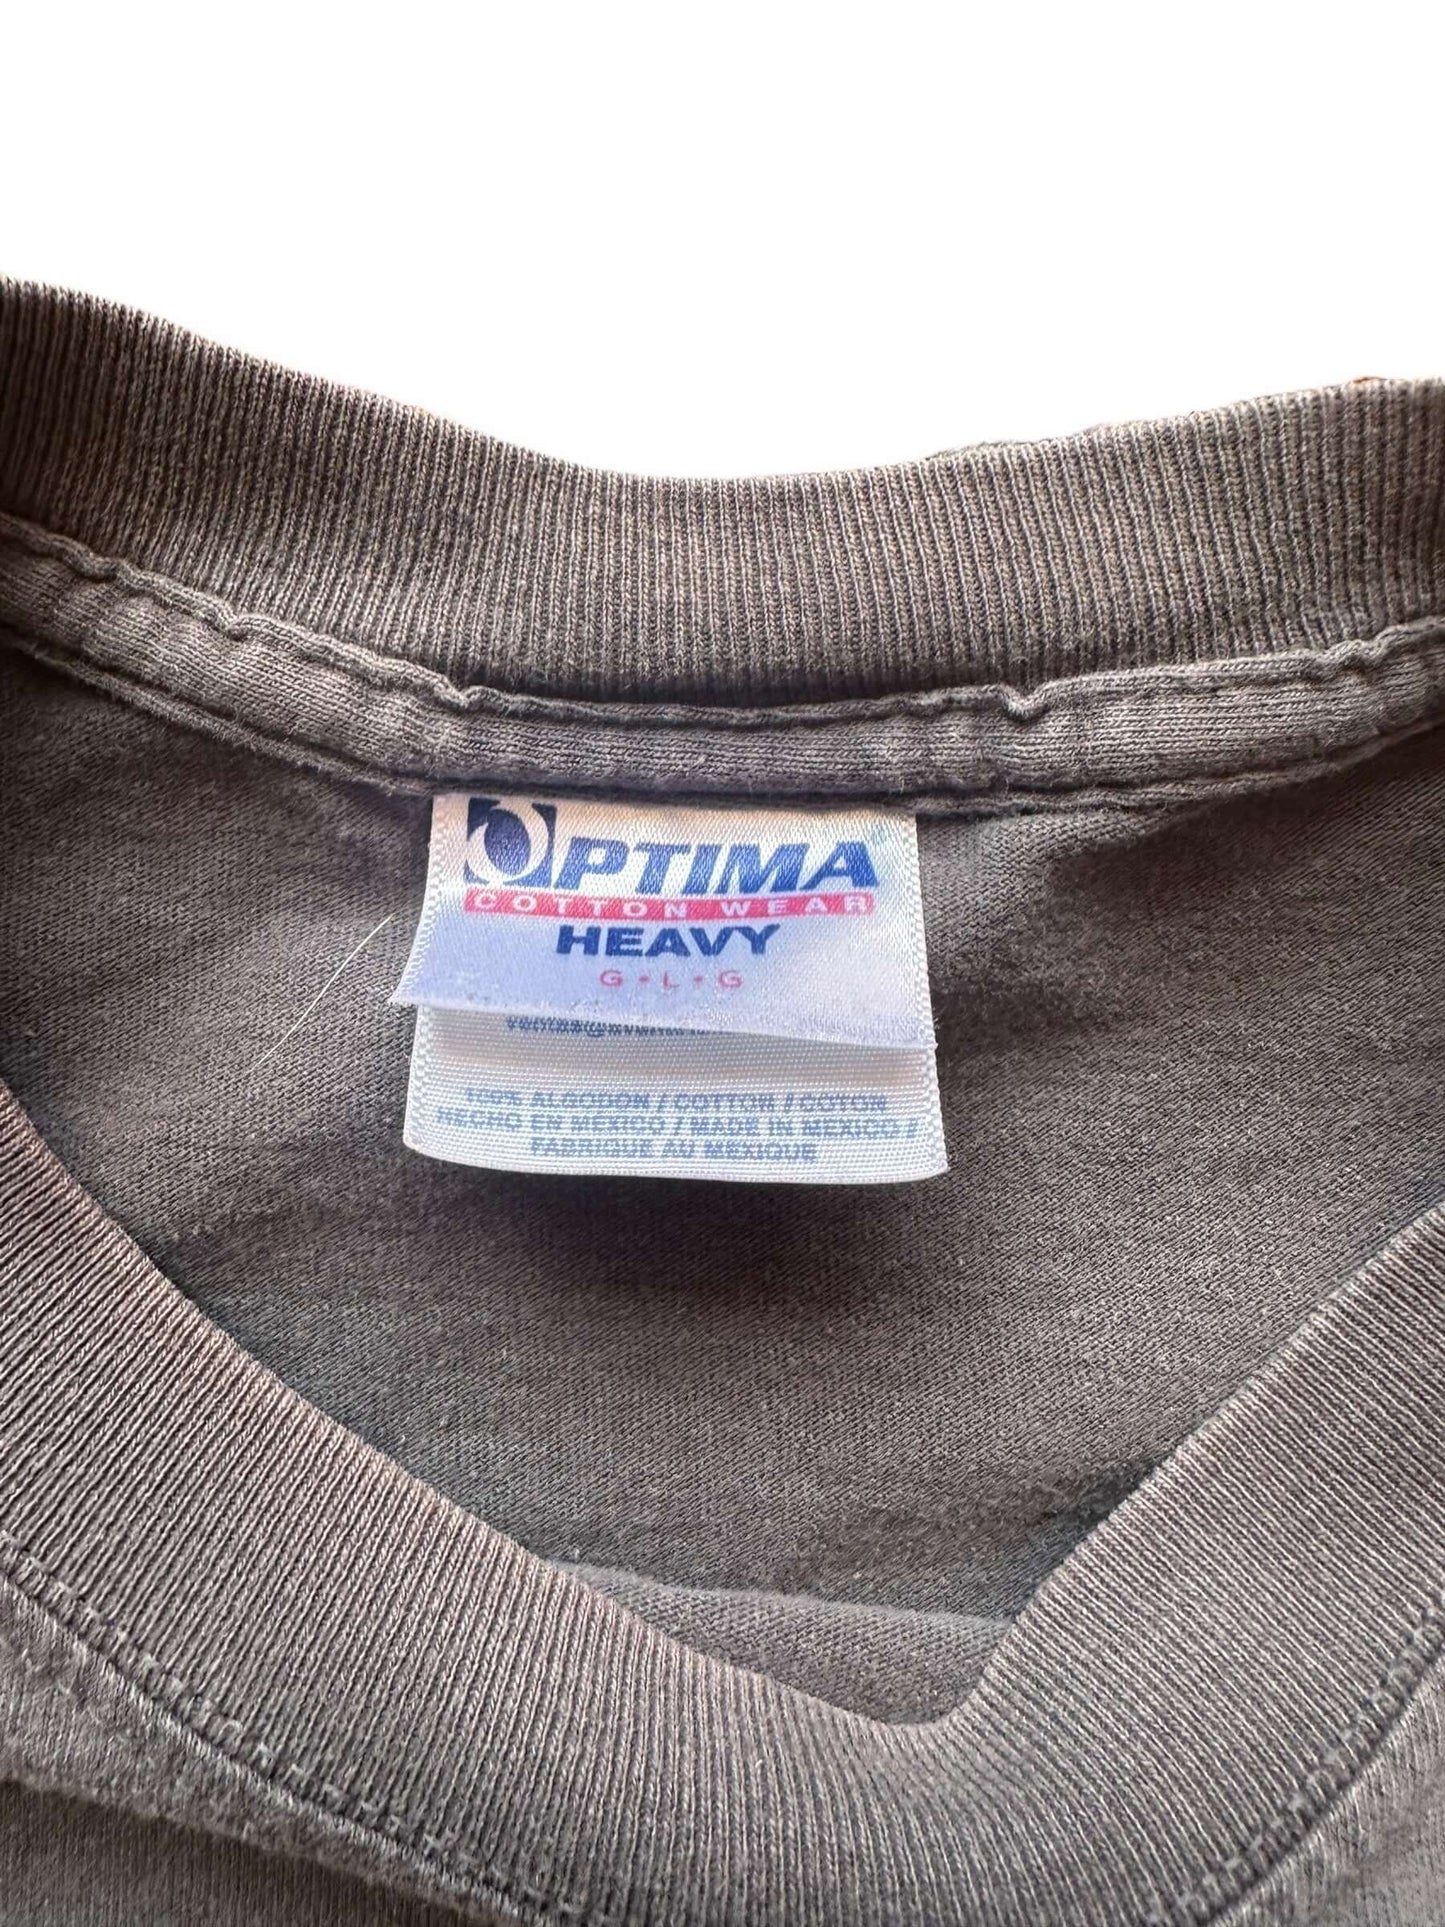 OPTIMA
COTTON WEAR
HEAVY
G • L • G
100% ALGODON / COTTON / COTON
HECHO EN MEXICO / MADE IN MEXICO /
FABRIQUE AU MEXIQUE